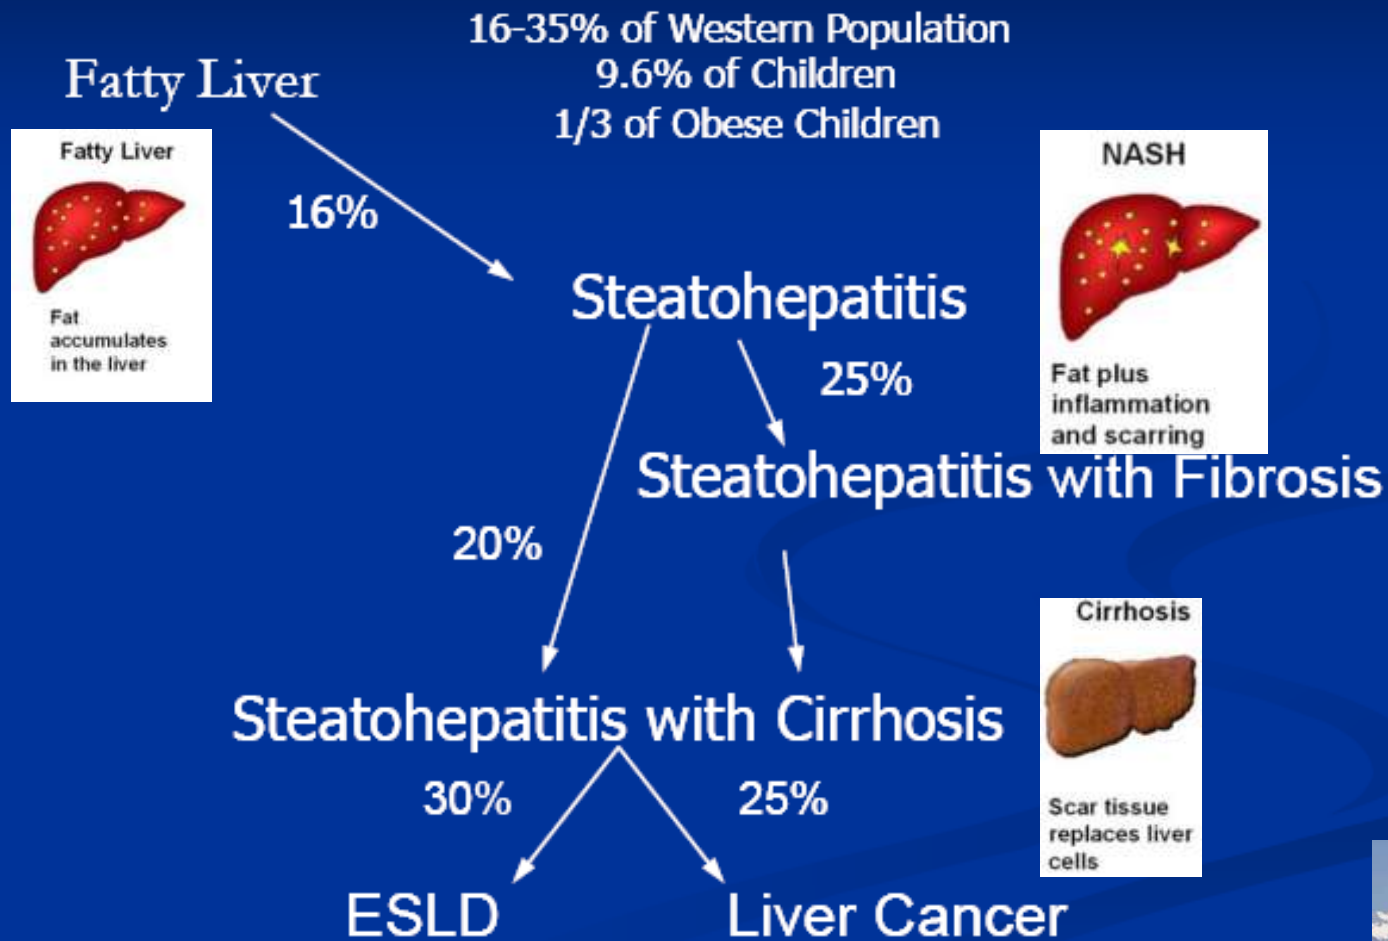 16-35% of Western Population
9.6% of Children
1/3 of Obese Children
Fatty Liver
Fatty Liver
Fat
accumulates
in the liver
16%
NASH
Fat plus
inflammation
and scarring
Steatohepatitis
25%
Steatohepatitis with Fibrosis
20%
Cirrhosis
Scar tissue
replaces liver
cells
Steatohepatitis with Cirrhosis
30%
25%
ESLD
Liver Cancer